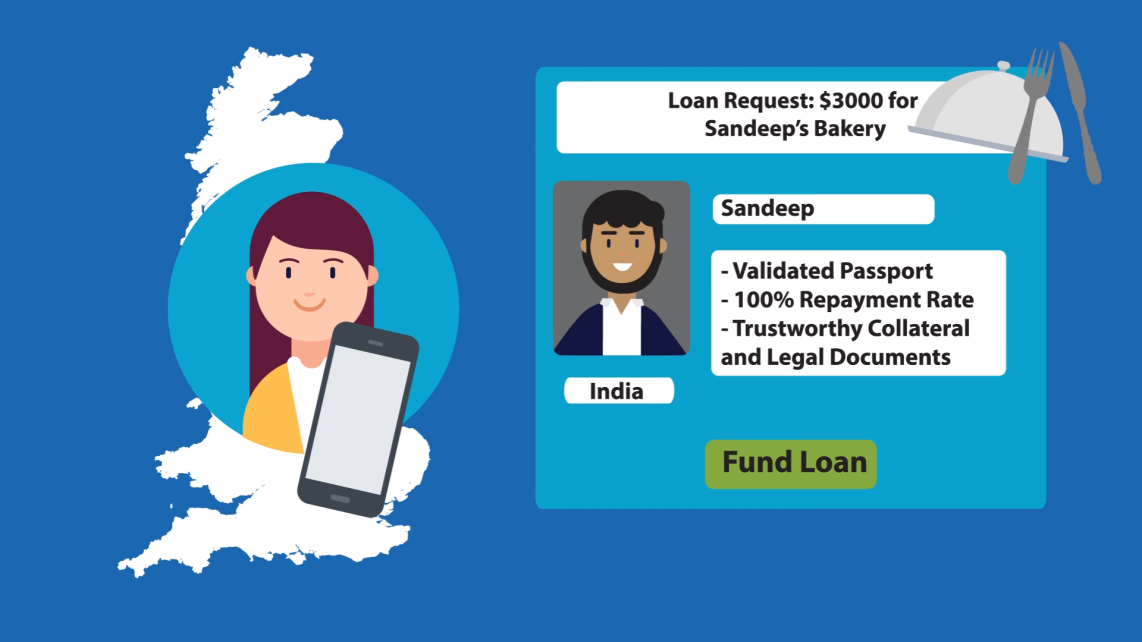 Loan Request: $3000 for
Sandeep’s Bakery
Sandeep
- Validated Passport
- 100% Repayment Rate
- Trustworthy Collateral
and Legal Documents
India
Fund Loan